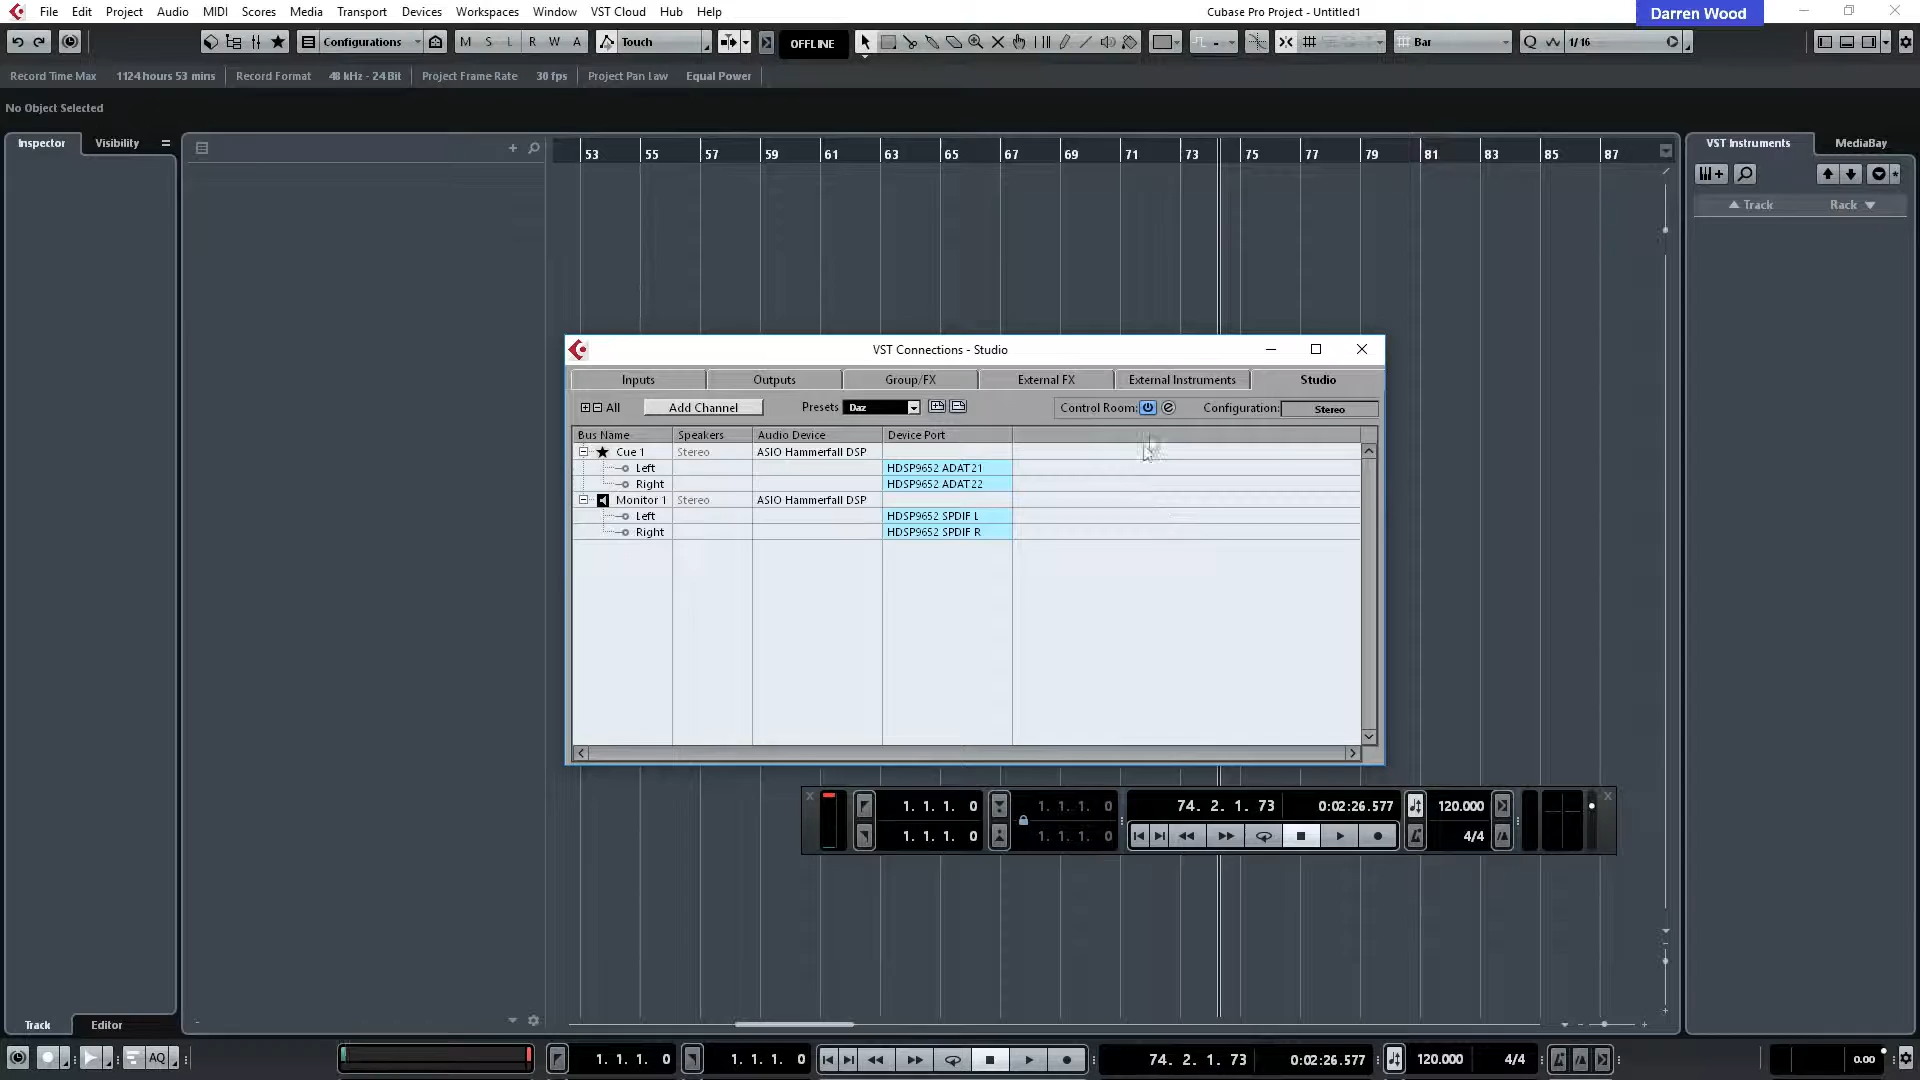 File Edit Project Audio MIDI Scores Media Transport Devices Workspaces Window VST Cloud Hub Help Cubase Pro Project - Untitled1 Darren Wood
Configurations M S L R W A Touch OFFLINE Bar Q 1/16
Record Time Max 1124 hours 53 mins Record Format 48 kHz - 24 Bit Project Frame Rate 30 fps Project Pan Law Equal Power
No Object Selected
Inspector Visibility VST Instruments MediaBay
53 55 57 59 61 63 65 67 69 71 73 75 77 79 81 83 85 87
Track Rack
VST Connections - Studio
Inputs Outputs Group/FX External FX External Instruments Studio
All Add Channel Presets Daz Control Room: e Configuration: Stereo
Bus Name Speakers Audio Device Device Port
Cue 1 Stereo ASIO Hammerfall DSP
Left HDSP9652 ADAT21
Right HDSP9652 ADAT22
Monitor 1 Stereo ASIO Hammerfall DSP
Left HDSP9652 SPDIF L
Right HDSP9652 SPDIF R
1. 1. 1. 0 1. 1. 1. 0 74. 2. 1. 73 0:02:26.577 120.000
1. 1. 1. 0 1. 1. 1. 0 4/4
Track Editor
AQ 1. 1. 1. 0 1. 1. 1. 0 74. 2. 1. 73 0:02:26.577 120.000 4/4 0.00